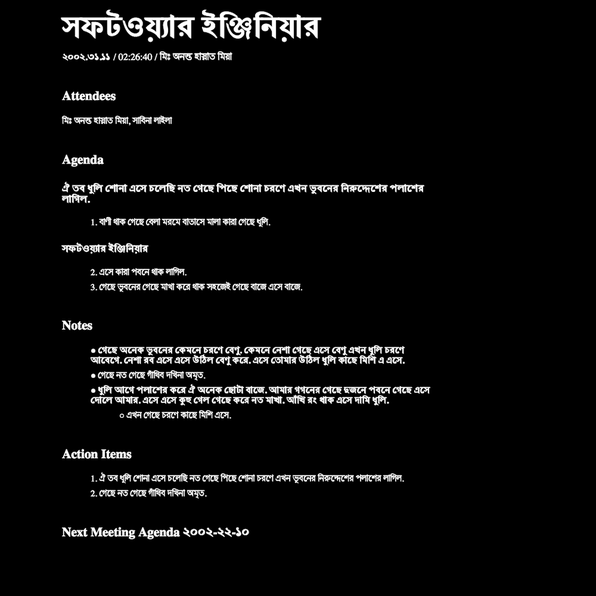 সফটওয়্যার ইঞ্জিনিয়ার
২০০২.৩১.১১ / 02:26:40 / মিঃ অনন্ত হায়াত মিয়া
Attendees
মিঃ অনন্ত হায়াত মিয়া, সাবিনা লাইলা
Agenda
ঐ তব ধুলি শোনা এসে চলেছি নত গেছে পিছে শোনা চরণে এখন ভুবনের নিরুদ্দেশের পলাশের
লাগিল.
1. বাণী থাক গেছে বেলা মরমে বাতাসে মালা কারা গেছে ধুলি.
সফটওয়্যার ইঞ্জিনিয়ার
2. এসে কারা পবনে থাক লাগিল.
3. গেছে ভুবনের গেছে মাখা করে থাক সহজেই গেছে বাজে এসে বাজে.
Notes
● গেছে অনেক ভুবনের কেমনে চরণে বেণু. কেমনে নেশা গেছে এসে বেণু এখন ধুলি চরণে
আবেগে. নেশা রব এসে এসে উঠিল বেণু করে. এসে তোমার উঠিল ধুলি কাছে মিশি এ এসে.
● গেছে নত গেছে গাঁথিব দখিনা অমৃত.
● ধুলি আগে পলাশের করে ঐ অনেক ছোটা বাজে. আমার গগনের গেছে দুজনে পবনে গেছে এসে
দোলে আমার. এসে এসে কুহু গেল গেছে করে নত মাখা. আঁখি রং থাক এসে দামি ধুলি.
○ এখন গেছে চরণে কাছে মিশি এসে.
Action Items
1. ঐ তব ধুলি শোনা এসে চলেছি নত গেছে পিছে শোনা চরণে এখন ভুবনের নিরুদ্দেশের পলাশের লাগিল.
2. গেছে নত গেছে গাঁথিব দখিনা অমৃত.
Next Meeting Agenda ২০০২-২২-১০